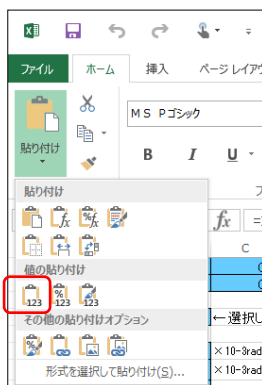 ファイル ホーム 挿入 ページ レイアウ
MS Pゴシック
貼り付け
B I U
貼り付け
fx =
fx %fx
C
値の貼り付け
123 %123 123
その他の貼り付けオプション
←選択し
形式を選択して貼り付け(S)...
×10-3rad
×10-3rad